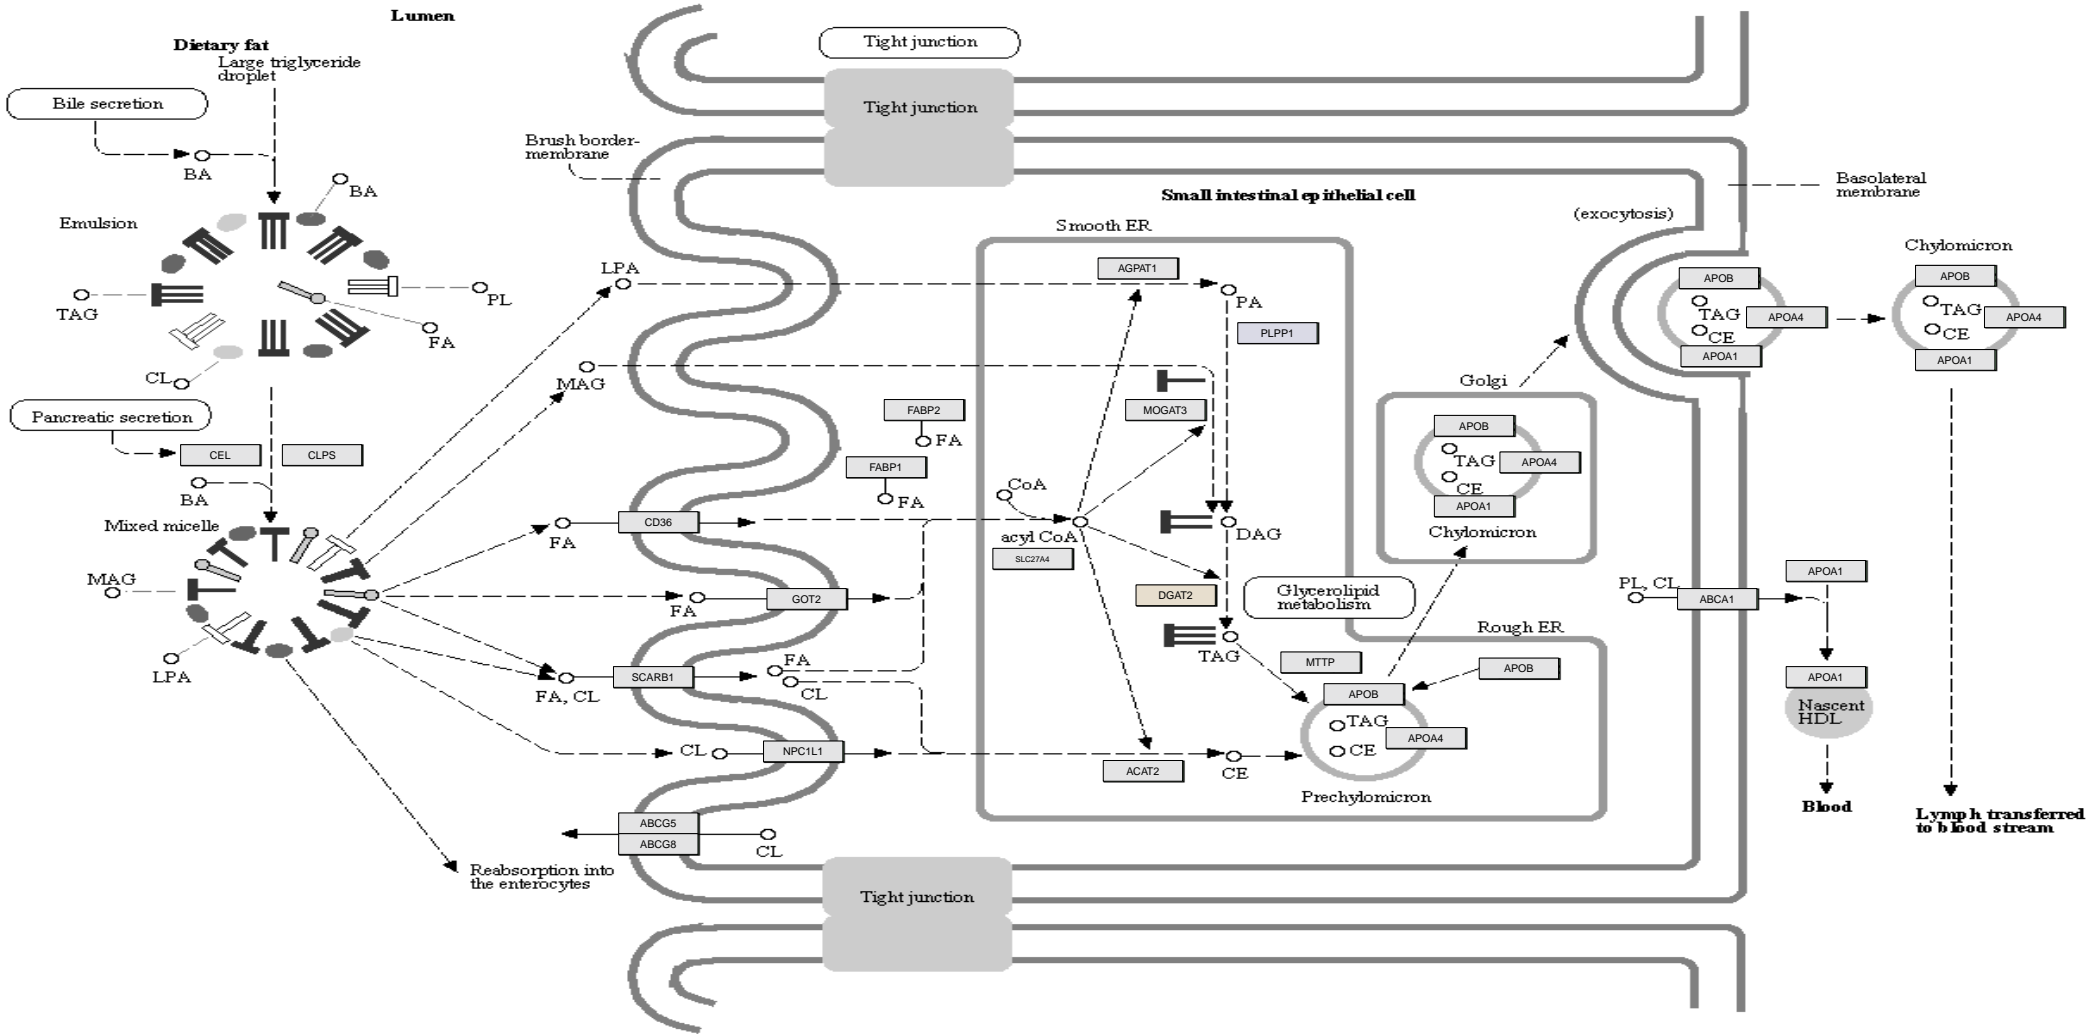 Lumen
Dietary fat
Large triglyceride
droplet
Bile secretion
BA
BA
Emulsion
TAG
PL
FA
CL
Pancreatic secretion
CEL
CLPS
BA
Mixed micelle
MAG
LPA
Tight junction
Tight junction
Brush border-
membrane
Small intestinal epithelial cell
Basolateral
membrane
(exocytosis)
Smooth ER
LPA
AGPAT1
PA
PLPP1
MAG
MOGAT3
FABP2
FA
FABP1
FA
CoA
acyl CoA
SLC27A4
DAG
DGAT2
Glycerolipid
metabolism
TAG
FA
CD36
FA
GOT2
FA, CL
SCARB1
FA
CL
CL
NPC1L1
ACAT2
CE
ABCG5
ABCG8
CL
Reabsorption into
the enterocytes
Tight junction
Rough ER
MTTP
APOB
APOB
TAG
APOA4
CE
Prechylomicron
Golgi
APOB
TAG
APOA4
CE
APOA1
Chylomicron
APOB
TAG
APOA4
CE
APOA1
Chylomicron
APOB
TAG
APOA4
CE
APOA1
PL, CL
ABCA1
APOA1
APOA1
Nascent
HDL
Blood
Lymph transferred
to blood stream